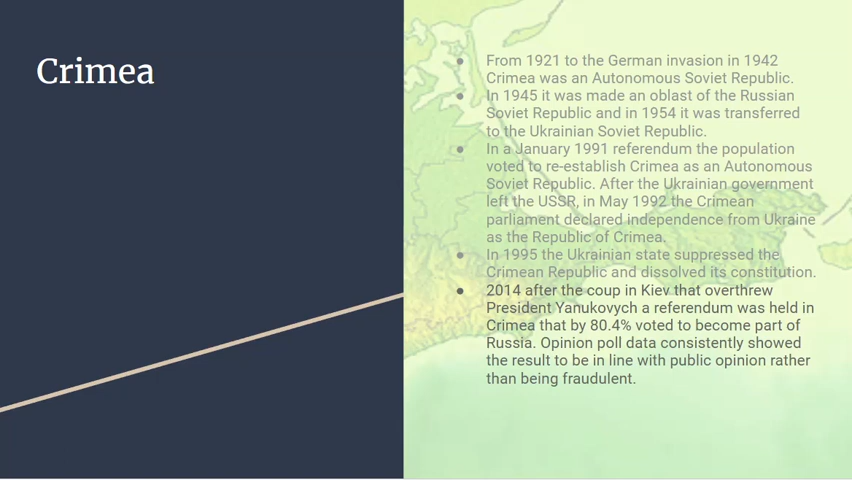 Crimea
● From 1921 to the German invasion in 1942
Crimea was an Autonomous Soviet Republic.
● In 1945 it was made an oblast of the Russian
Soviet Republic and in 1954 it was transferred
to the Ukrainian Soviet Republic.
● In a January 1991 referendum the population
voted to re-establish Crimea as an Autonomous
Soviet Republic. After the Ukrainian government
left the USSR, in May 1992 the Crimean
parliament declared independence from Ukraine
as the Republic of Crimea.
● In 1995 the Ukrainian state suppressed the
Crimean Republic and dissolved its constitution.
● 2014 after the coup in Kiev that overthrew
President Yanukovych a referendum was held in
Crimea that by 80.4% voted to become part of
Russia. Opinion poll data consistently showed
the result to be in line with public opinion rather
than being fraudulent.